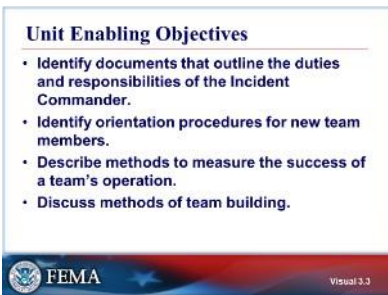 Unit Enabling Objectives
• Identify documents that outline the duties
and responsibilities of the Incident
Commander.
• Identify orientation procedures for new team
members.
• Describe methods to measure the success of
a team's operation.
• Discuss methods of team building.
FEMA
Visual 3.3